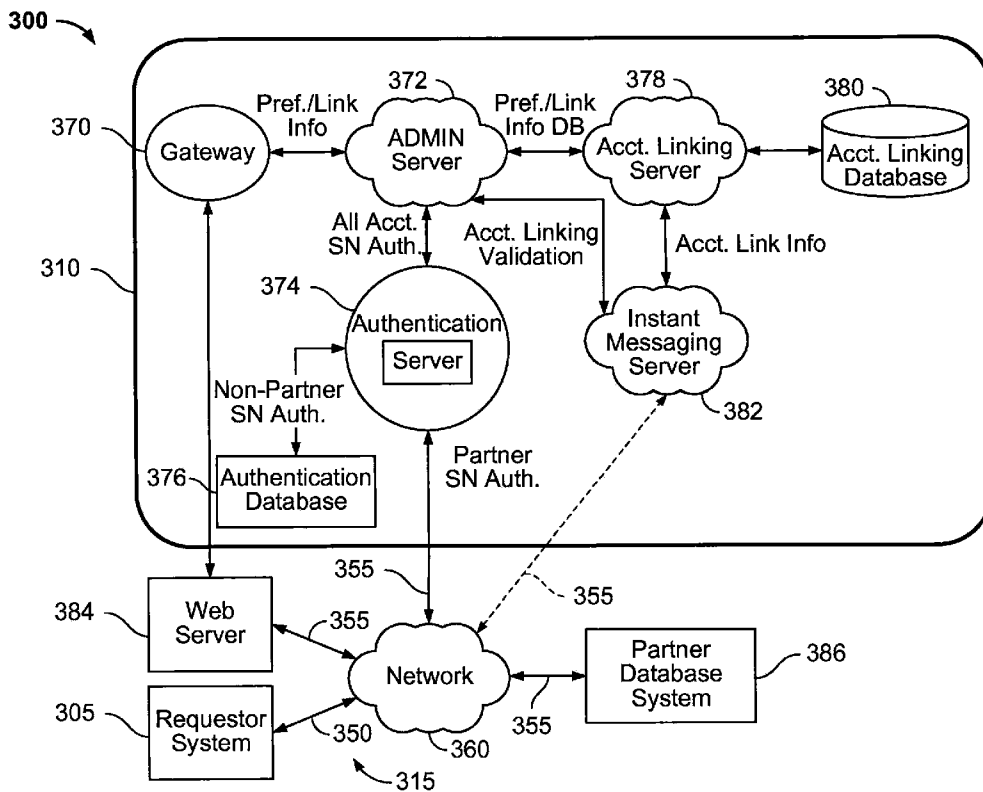 300
372
378
380
370
Pref./Link
Info
Pref./Link
Info DB
Gateway
ADMIN
Server
Acct. Linking
Server
Acct. Linking
Database
All Acct.
SN Auth.
Acct. Linking
Validation
Acct. Link Info
310
374
Authentication
Server
Instant
Messaging
Server
382
Non-Partner
SN Auth.
376
Authentication
Database
Partner
SN Auth.
355
355
384
Web
Server
355
Network
Partner
Database
System
386
355
305
Requestor
System
350
360
315